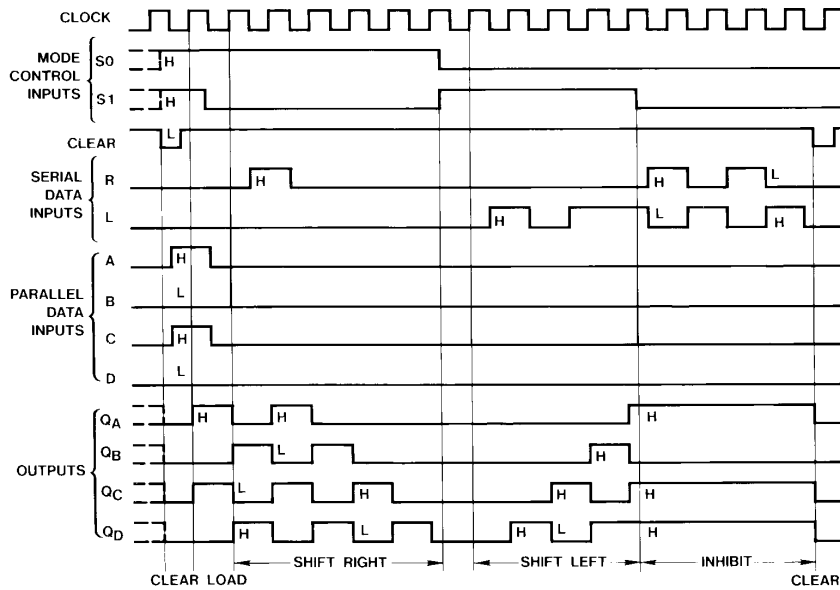 CLOCK
MODE CONTROL INPUTS
S0 H
S1 H
CLEAR L
SERIAL DATA INPUTS
R H H L
L H L H
PARALLEL DATA INPUTS
A H
B L
C H
D L
OUTPUTS
QA H H H
QB L H
QC L H H H
QD H L H L H
SHIFT RIGHT SHIFT LEFT INHIBIT
CLEAR LOAD CLEAR